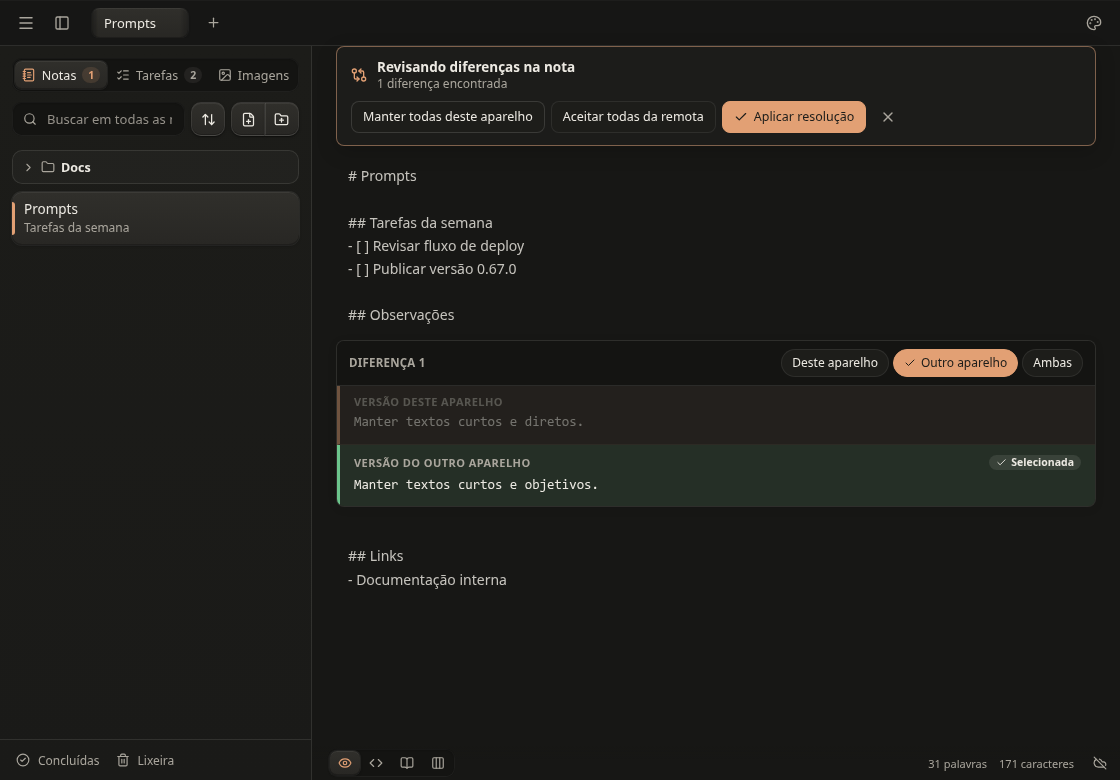 Prompts
Notas 1
Tarefas 2
Imagens
Buscar em todas as
Docs
Prompts
Tarefas da semana
Concluídas
Lixeira
Revisando diferenças na nota
1 diferença encontrada
Manter todas deste aparelho
Aceitar todas da remota
Aplicar resolução
# Prompts
## Tarefas da semana
- [ ] Revisar fluxo de deploy
- [ ] Publicar versão 0.67.0
## Observações
DIFERENÇA 1
Deste aparelho
Outro aparelho
Ambas
VERSÃO DESTE APARELHO
Manter textos curtos e diretos.
VERSÃO DO OUTRO APARELHO
Selecionada
Manter textos curtos e objetivos.
## Links
- Documentação interna
31 palavras
171 caracteres